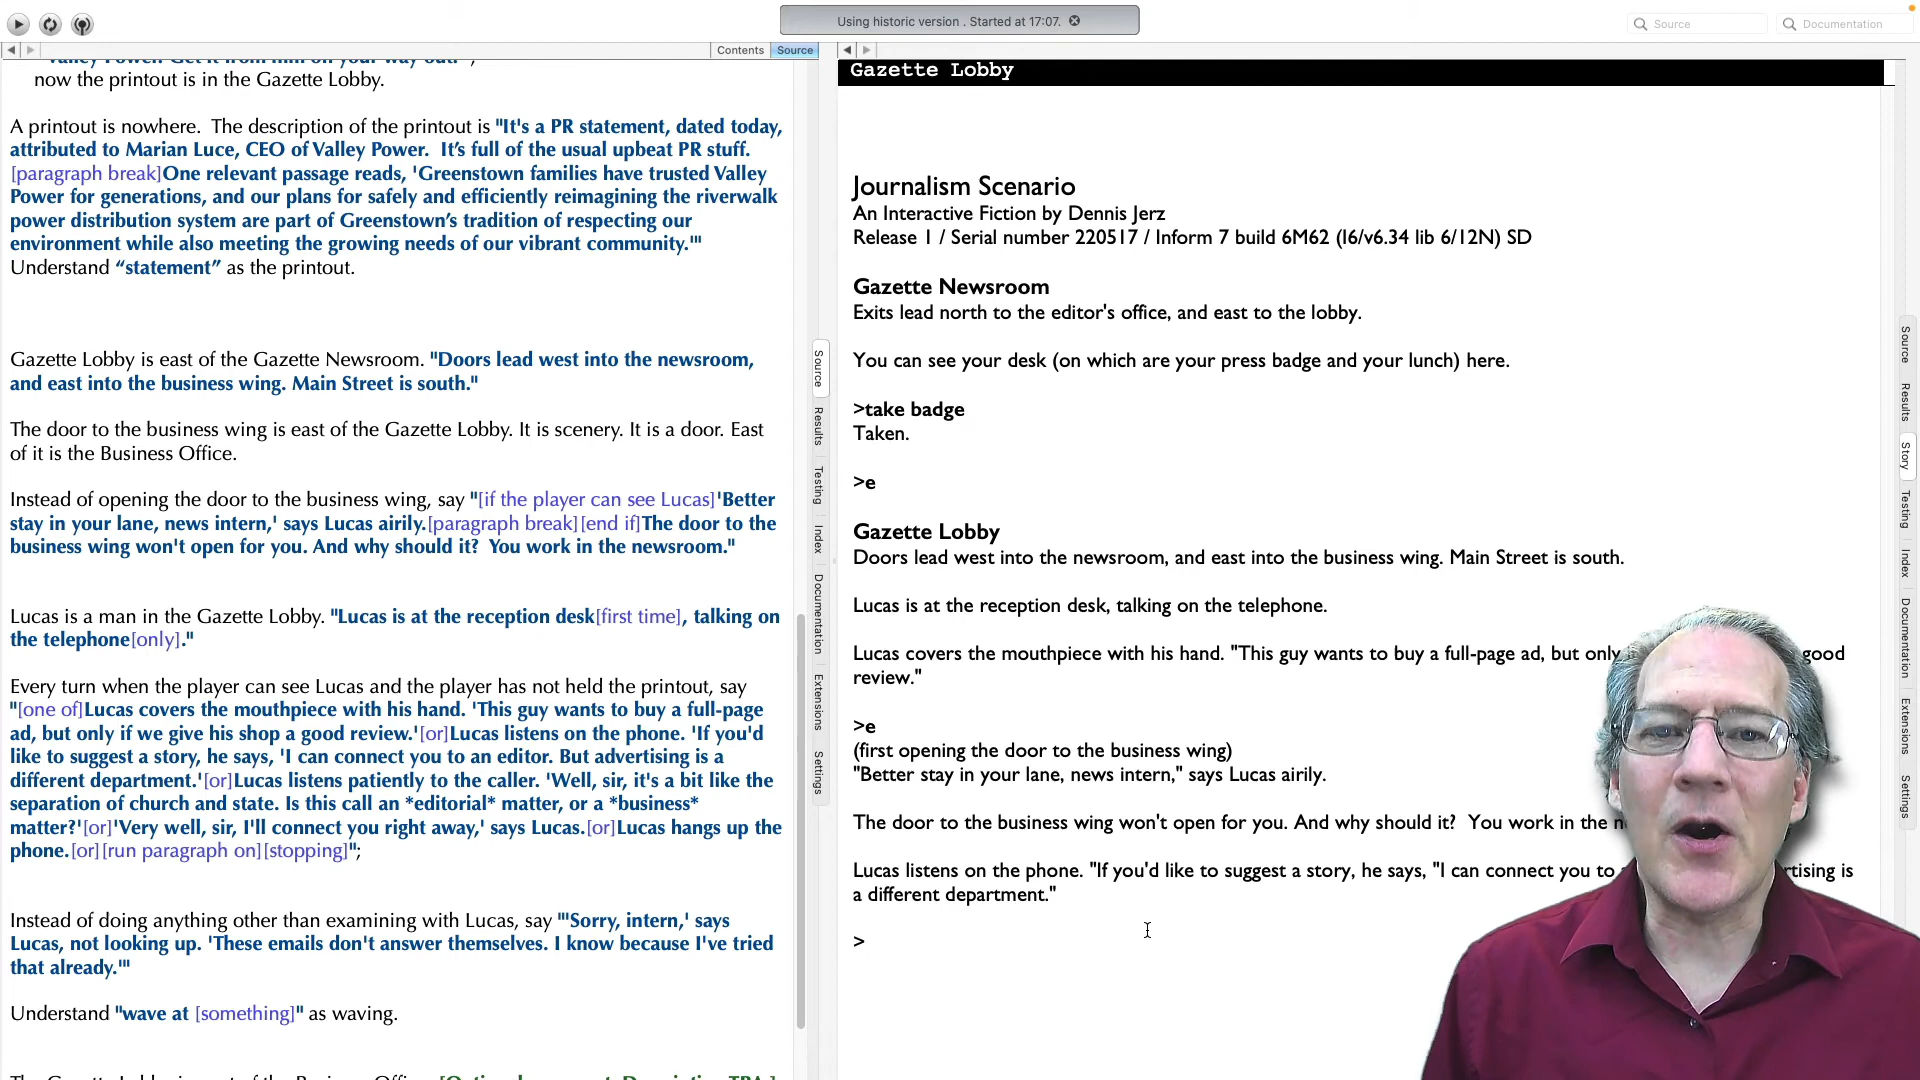 Using historic version . Started at 17:07.
Source
Documentation
Contents
Source
Valley Power. Get it from him on your way out.' ";
now the printout is in the Gazette Lobby.
A printout is nowhere.  The description of the printout is "It's a PR statement, dated today,
attributed to Marian Luce, CEO of Valley Power.  It's full of the usual upbeat PR stuff.
[paragraph break]One relevant passage reads, 'Greenstown families have trusted Valley
Power for generations, and our plans for safely and efficiently reimagining the riverwalk
power distribution system are part of Greenstown's tradition of respecting our
environment while also meeting the growing needs of our vibrant community.'"
Understand “statement” as the printout.
Gazette Lobby is east of the Gazette Newsroom. "Doors lead west into the newsroom,
and east into the business wing. Main Street is south."
The door to the business wing is east of the Gazette Lobby. It is scenery. It is a door. East
of it is the Business Office.
Instead of opening the door to the business wing, say "[if the player can see Lucas]'Better
stay in your lane, news intern,' says Lucas airily.[paragraph break][end if]The door to the
business wing won't open for you. And why should it?  You work in the newsroom."
Lucas is a man in the Gazette Lobby. "Lucas is at the reception desk[first time], talking on
the telephone[only]."
Every turn when the player can see Lucas and the player has not held the printout, say
"[one of]Lucas covers the mouthpiece with his hand. 'This guy wants to buy a full-page
ad, but only if we give his shop a good review.'[or]Lucas listens on the phone. 'If you'd
like to suggest a story, he says, 'I can connect you to an editor. But advertising is a
different department.'[or]Lucas listens patiently to the caller. 'Well, sir, it's a bit like the
separation of church and state. Is this call an *editorial* matter, or a *business*
matter?'[or]'Very well, sir, I'll connect you right away,' says Lucas.[or]Lucas hangs up the
phone.[or][run paragraph on][stopping]";
Instead of doing anything other than examining with Lucas, say "'Sorry, intern,' says
Lucas, not looking up. 'These emails don't answer themselves. I know because I've tried
that already.'"
Understand "wave at [something]" as waving.
Source
Results
Testing
Index
Documentation
Extensions
Settings
Gazette Lobby
Journalism Scenario
An Interactive Fiction by Dennis Jerz
Release 1 / Serial number 220517 / Inform 7 build 6M62 (I6/v6.34 lib 6/12N) SD
Gazette Newsroom
Exits lead north to the editor's office, and east to the lobby.
You can see your desk (on which are your press badge and your lunch) here.
>take badge
Taken.
>e
Gazette Lobby
Doors lead west into the newsroom, and east into the business wing. Main Street is south.
Lucas is at the reception desk, talking on the telephone.
Lucas covers the mouthpiece with his hand. "This guy wants to buy a full-page ad, but only good
review."
>e
(first opening the door to the business wing)
"Better stay in your lane, news intern," says Lucas airily.
The door to the business wing won't open for you. And why should it?  You work in the
Lucas listens on the phone. "If you'd like to suggest a story, he says, "I can connect you to
a different department."
>
Source
Results
Story
Testing
Index
Documentation
Extensions
Settings